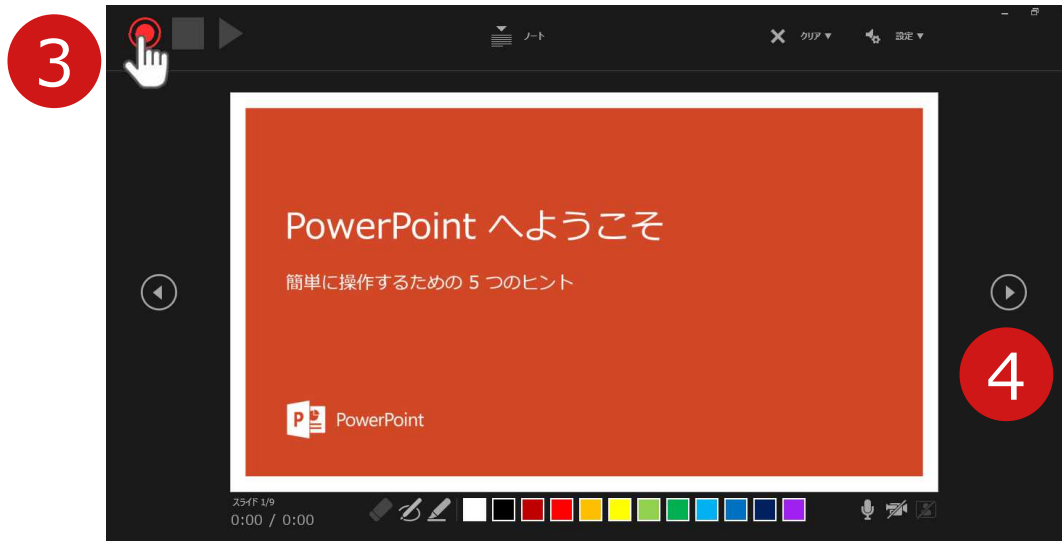 3
ノート
クリア ▼
設定 ▼
PowerPoint へようこそ
簡単に操作するための 5 つのヒント
P
PowerPoint
4
スライド 1/9
0:00 / 0:00